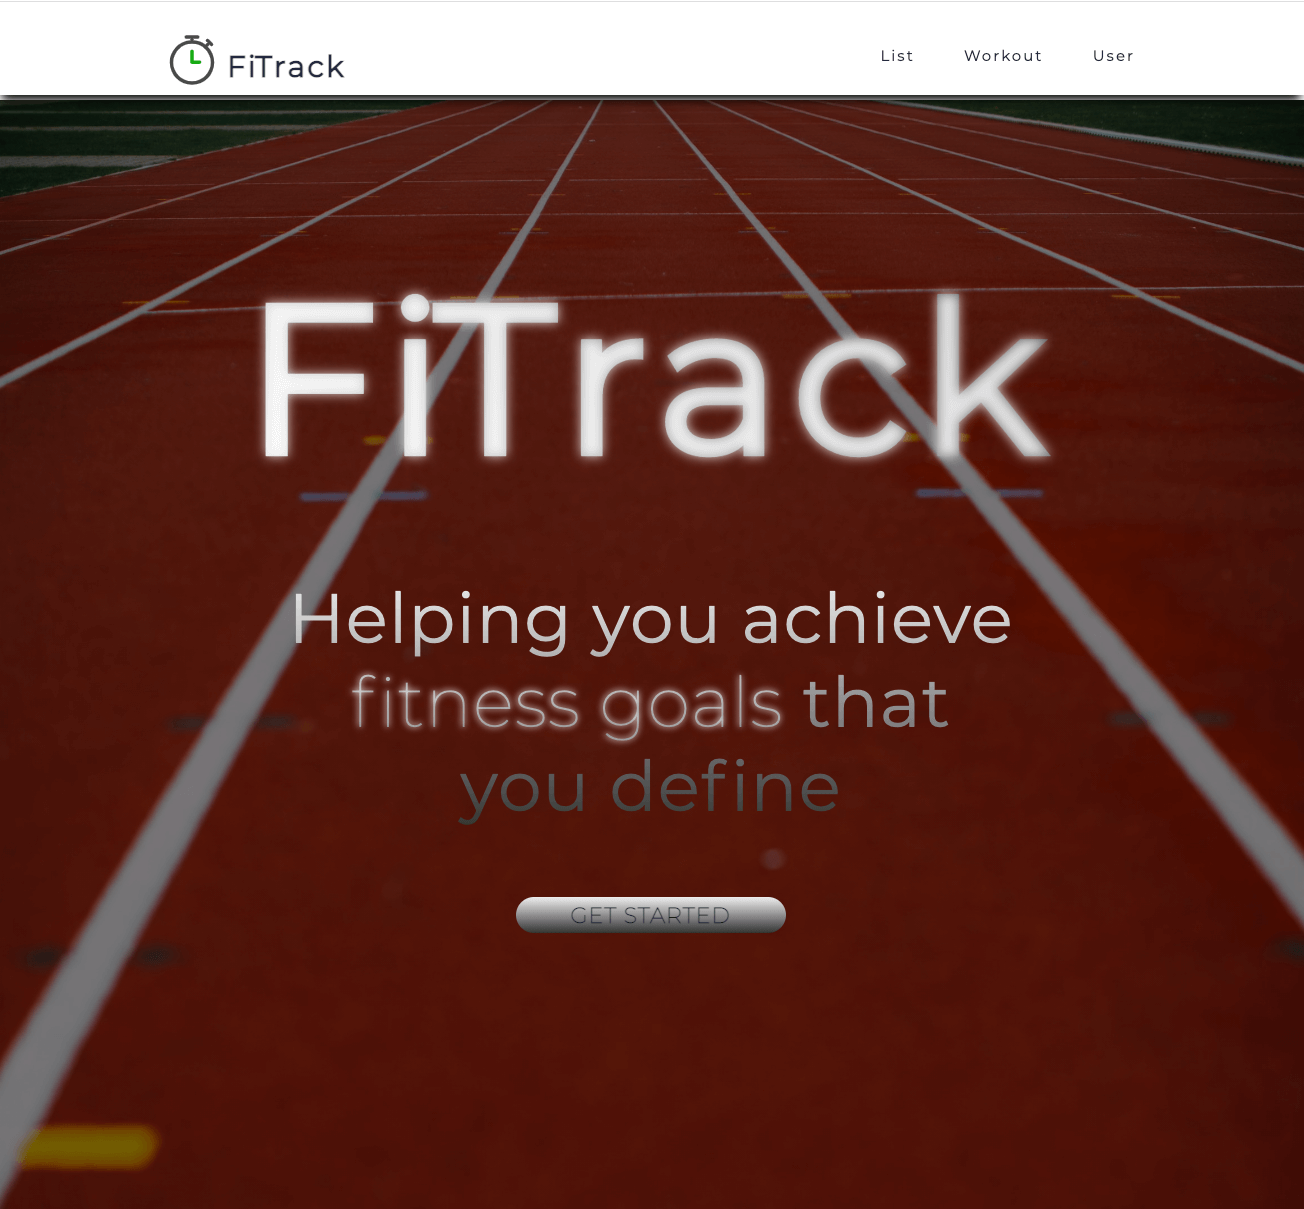 FiTrack
List Workout User
FiTrack
Helping you achieve
fitness goals that
you define
GET STARTED